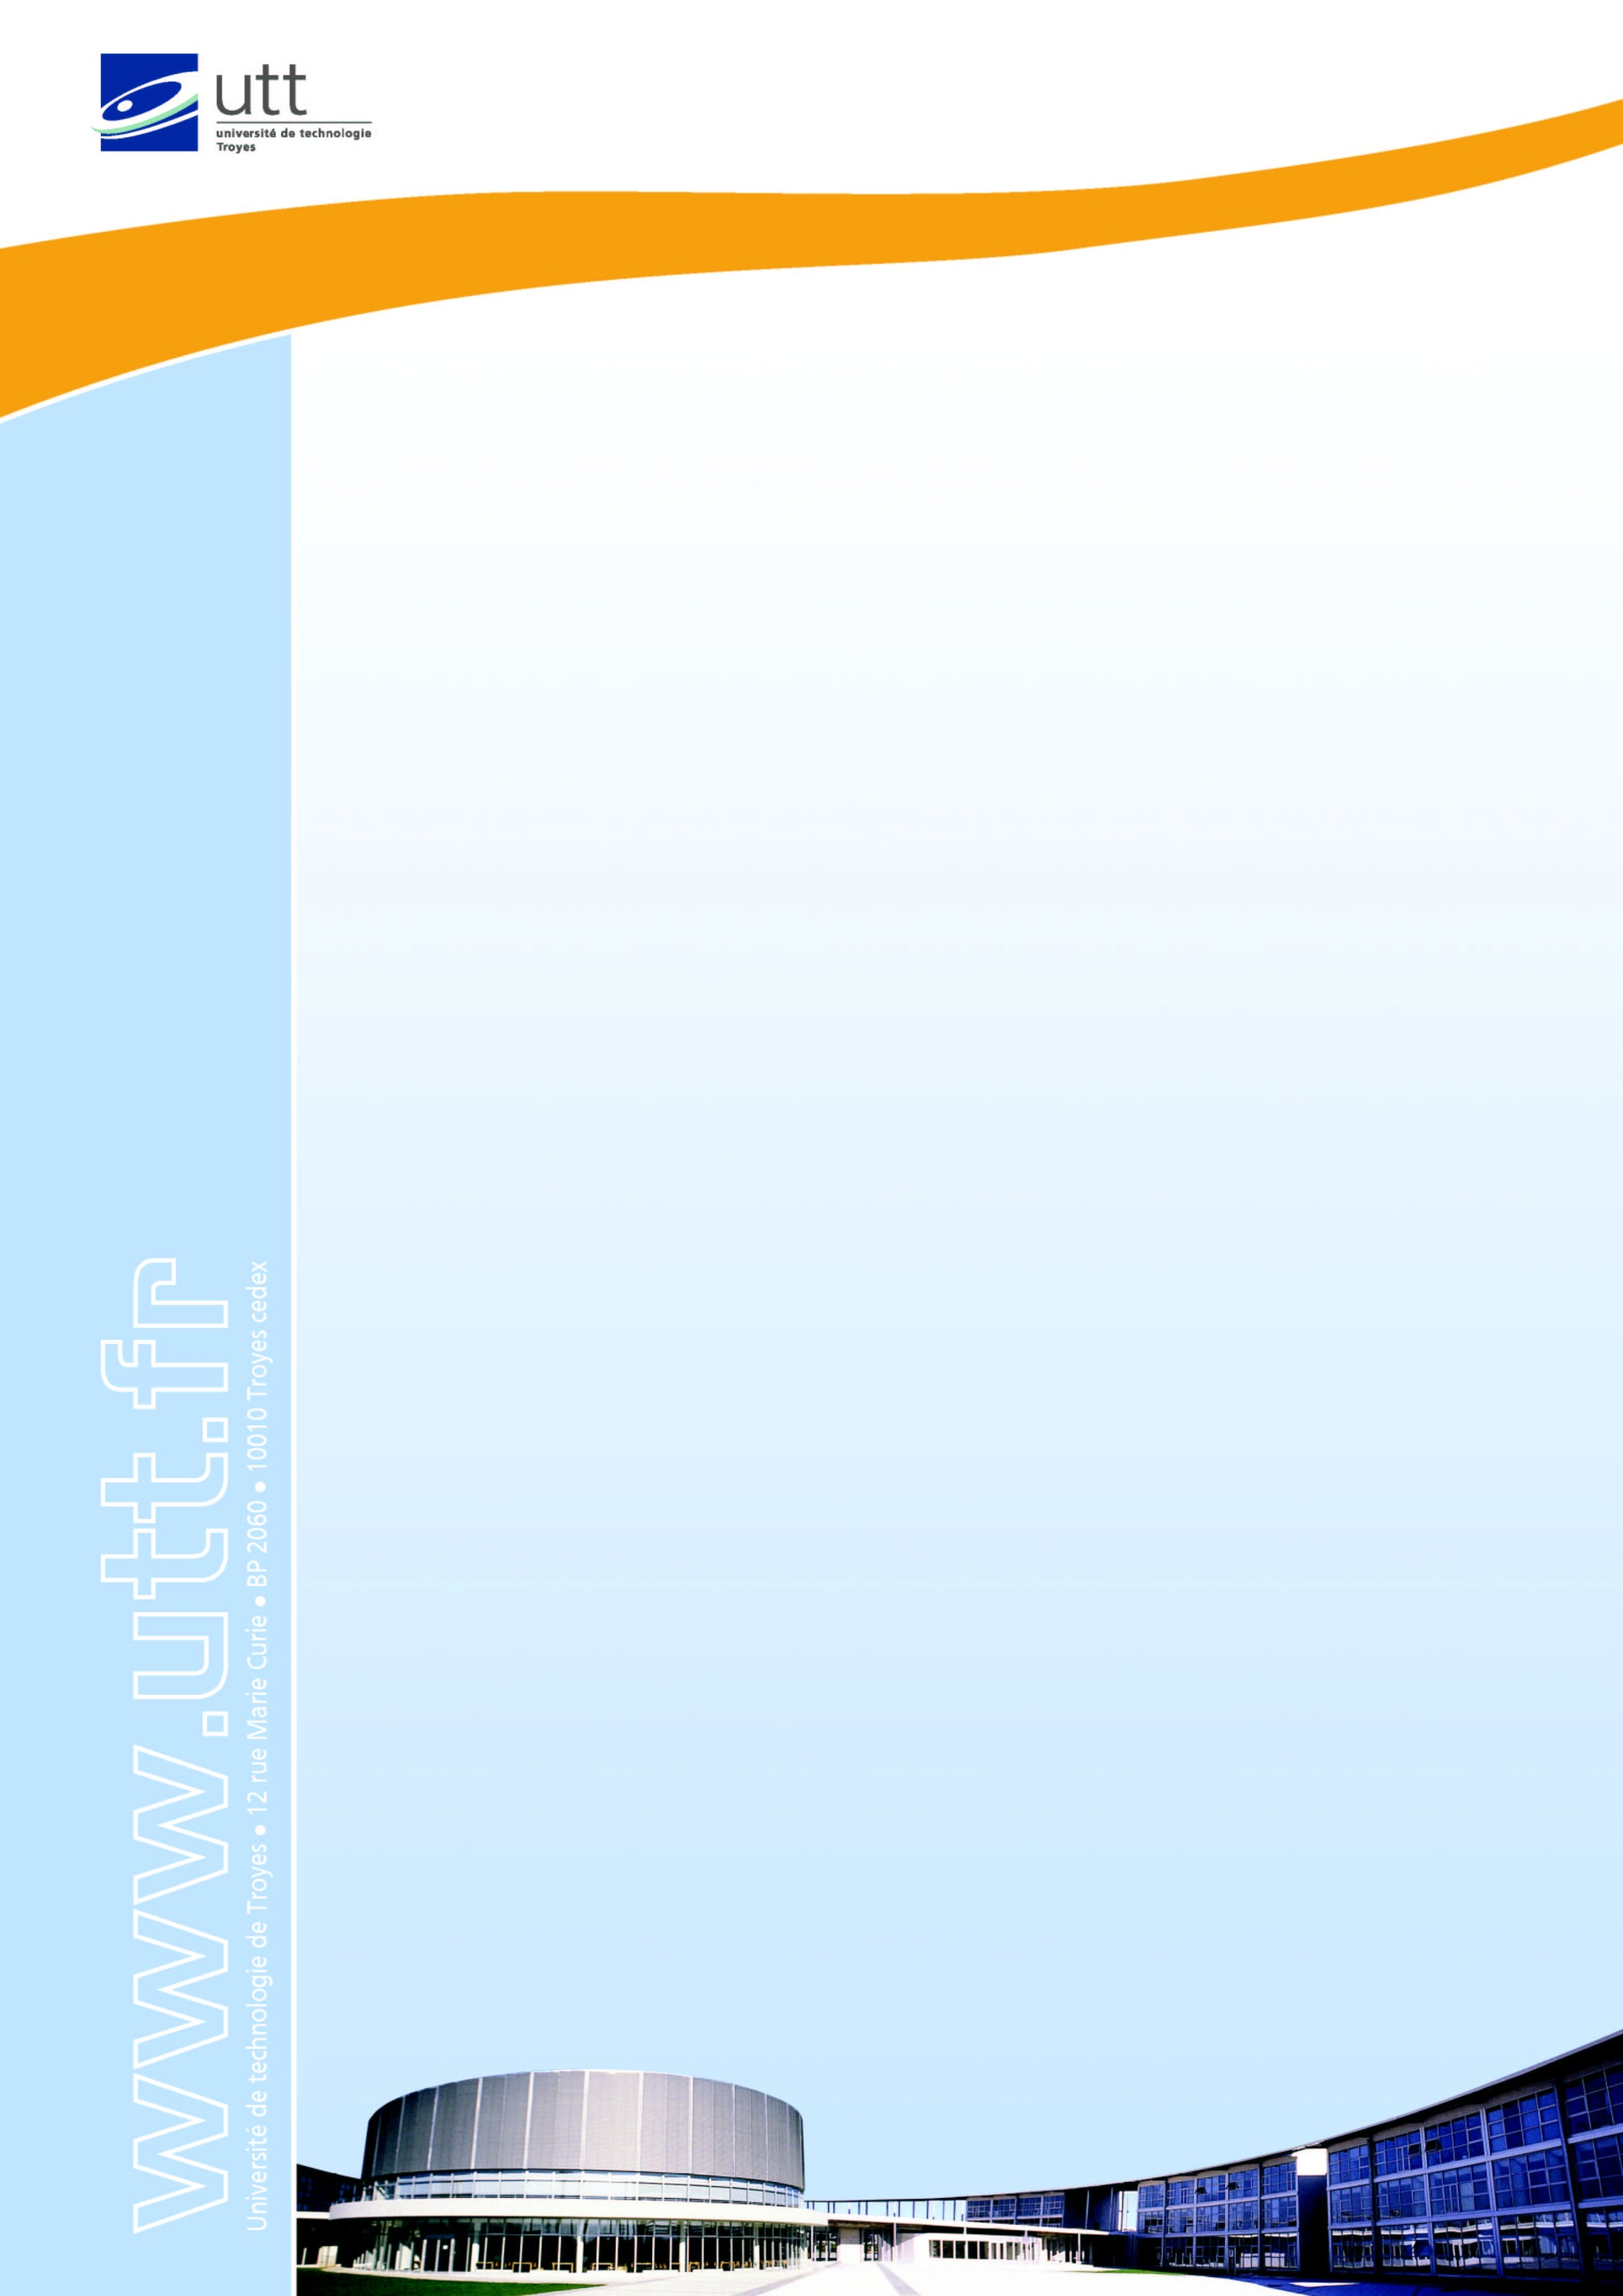 utt
université de technologie
Troyes
www.utt.fr
Université de technologie de Troyes • 12 rue Marie Curie • BP 2060 • 10010 Troyes cedex